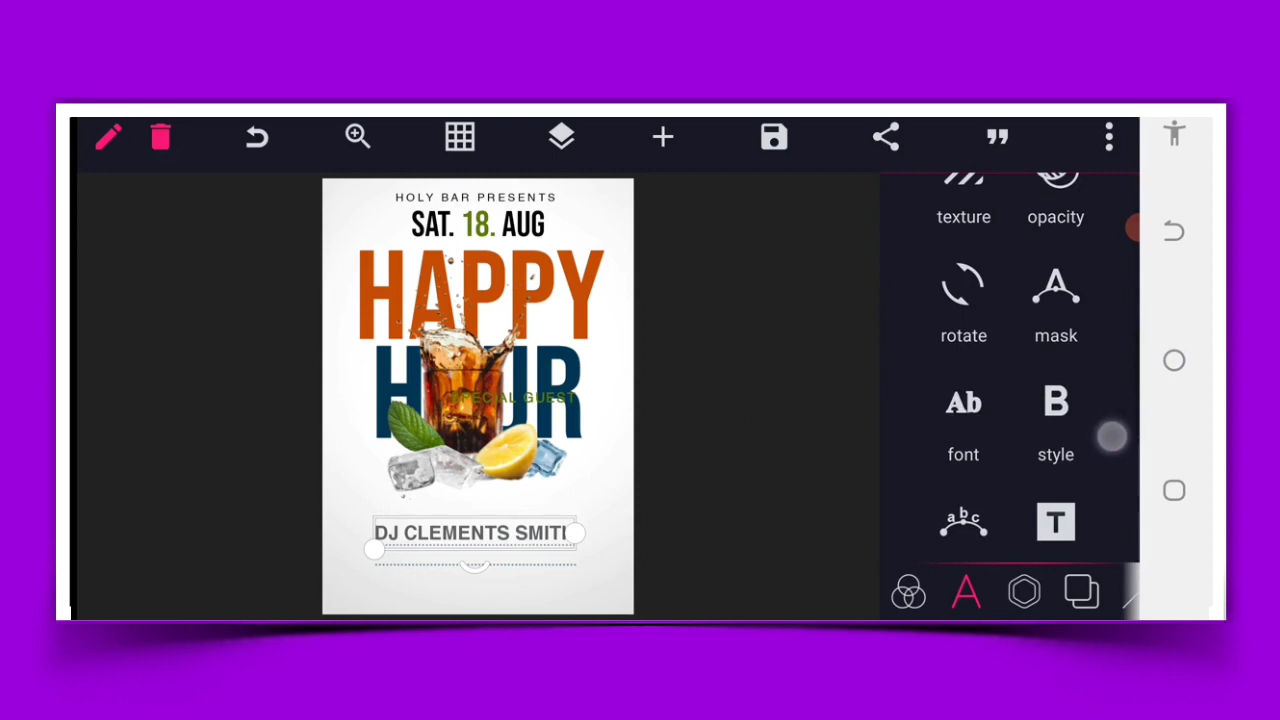 HOLY BAR PRESENTS
SAT. 18. AUG
HAPPY
HOUR
SPECIAL GUEST
DJ CLEMENTS SMITH
texture
opacity
rotate
mask
Ab
font
B
style
abc
T
A